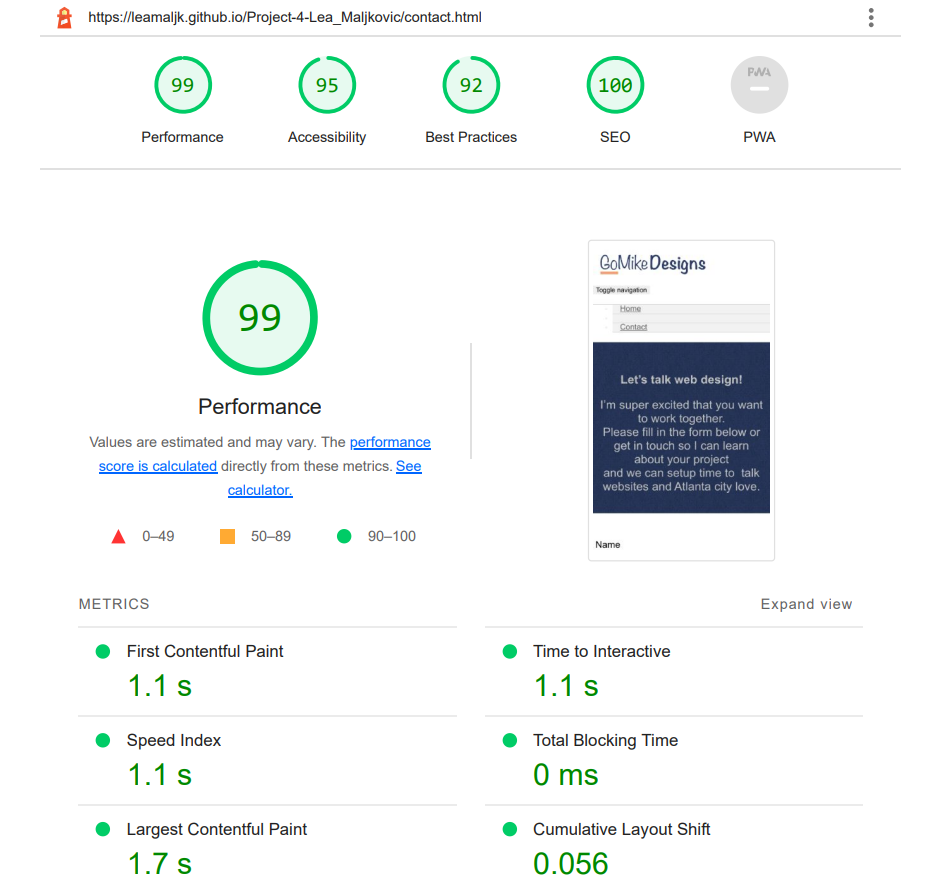 https://leamaljk.github.io/Project-4-Lea_Maljkovic/contact.html
99
95
92
100
PWA
Performance
Accessibility
Best Practices
SEO
PWA
99
Performance
Values are estimated and may vary. The performance
score is calculated directly from these metrics. See
calculator.
0–49
50–89
90–100
GoMikeDesigns
Toggle navigation
Home
Contact
Let's talk web design!
I'm super excited that you want
to work together.
Please fill in the form below or
get in touch so I can learn
about your project
and we can setup time to talk
websites and Atlanta city love.
Name
METRICS
Expand view
First Contentful Paint
1.1 s
Time to Interactive
1.1 s
Speed Index
1.1 s
Total Blocking Time
0 ms
Largest Contentful Paint
1.7 s
Cumulative Layout Shift
0.056